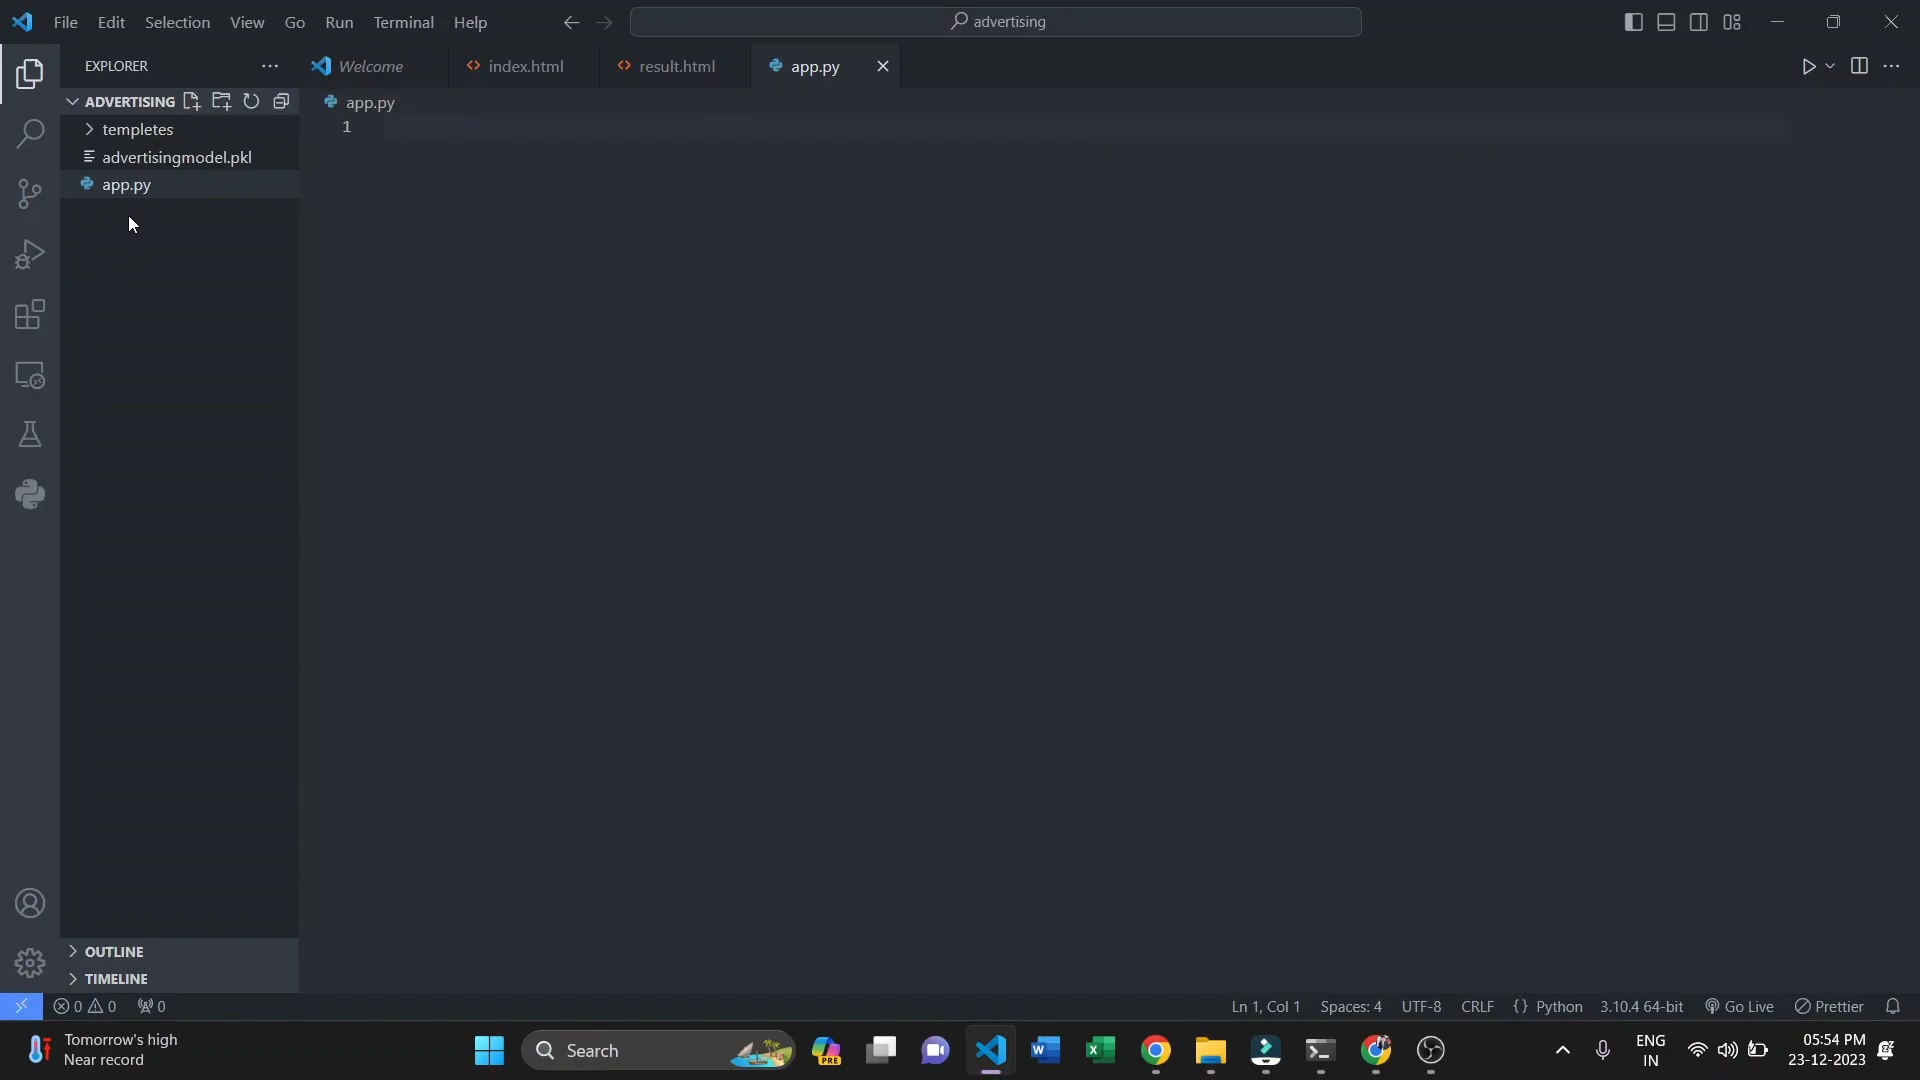 File Edit Selection View Go Run Terminal Help
advertising
EXPLORER
Welcome
index.html
result.html
app.py
ADVERTISING
templetes
advertisingmodel.pkl
app.py
app.py
1
OUTLINE
TIMELINE
0 0 0
Ln 1, Col 1 Spaces: 4 UTF-8 CRLF {} Python 3.10.4 64-bit Go Live Prettier
Tomorrow's high
Near record
Search
PRE
ENG
IN
05:54 PM
23-12-2023